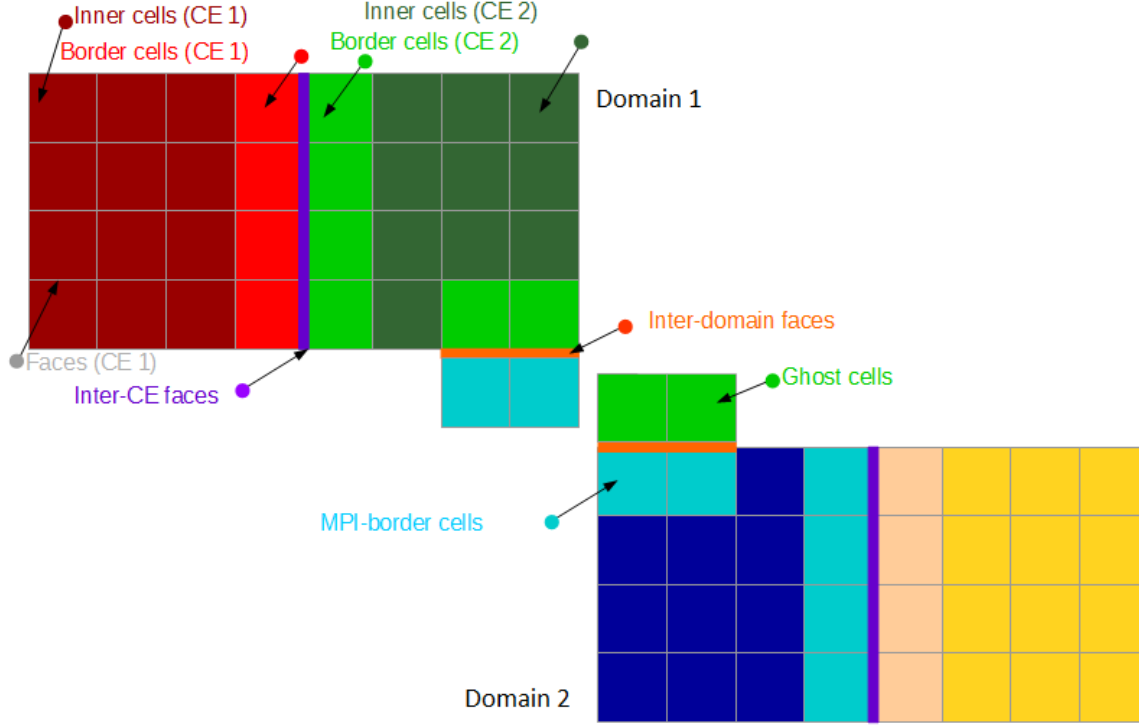 Inner cells (CE 1)
Inner cells (CE 2)
Border cells (CE 1)
Border cells (CE 2)
Domain 1
Inter-domain faces
Faces (CE 1)
Inter-CE faces
Ghost cells
MPI-border cells
Domain 2